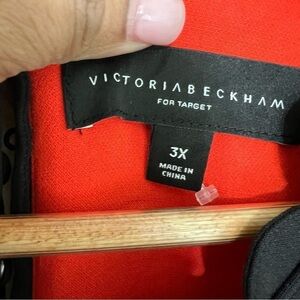 VICTORIABECKHAM
FOR TARGET
3X
MADE IN
CHINA